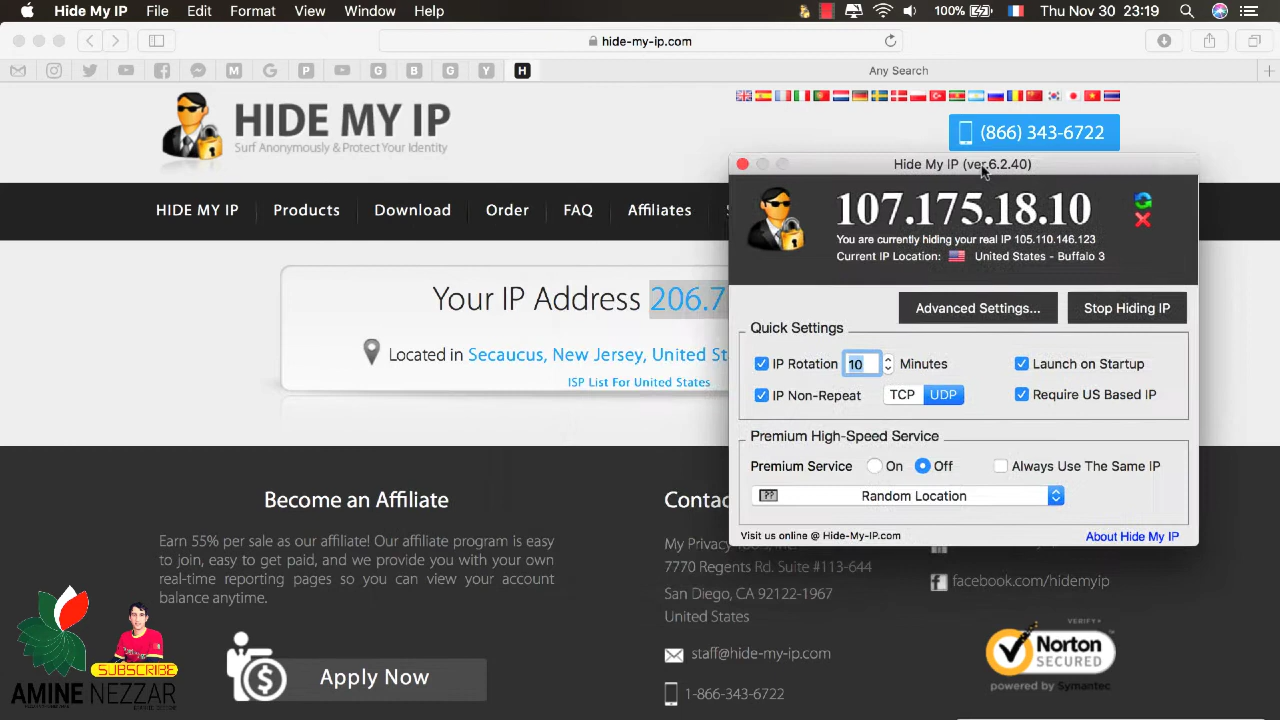 Hide My IP File Edit Format View Window Help 100% Thu Nov 30 23:19
hide-my-ip.com
M G P G B G Y H Any Search
HIDE MY IP
Surf Anonymously & Protect Your Identity
(866) 343-6722
HIDE MY IP Products Download Order FAQ Affiliates
Your IP Address 206.7
Located in Secaucus, New Jersey, United St
ISP List For United States
Hide My IP (ver.6.2.40)
107.175.18.10
You are currently hiding your real IP 105.110.146.123
Current IP Location: United States - Buffalo 3
Advanced Settings... Stop Hiding IP
Quick Settings
IP Rotation 10 Minutes Launch on Startup
IP Non-Repeat TCP UDP Require US Based IP
Premium High-Speed Service
Premium Service On Off Always Use The Same IP
?? Random Location
Visit us online @ Hide-My-IP.com About Hide My IP
Become an Affiliate
Earn 55% per sale as our affiliate! Our affiliate program is easy
to join, easy to get paid, and we provide you with your own
real-time reporting pages so you can view your account
balance anytime.
Apply Now
Contac
My Privacy Tools, Inc.
7770 Regents Rd. Suite #113-644
San Diego, CA 92122-1967
United States
staff@hide-my-ip.com
1-866-343-6722
facebook.com/hidemyip
VERIFY
Norton
SECURED
powered by Symantec
SUBSCRIBE
AMINE NEZZAR